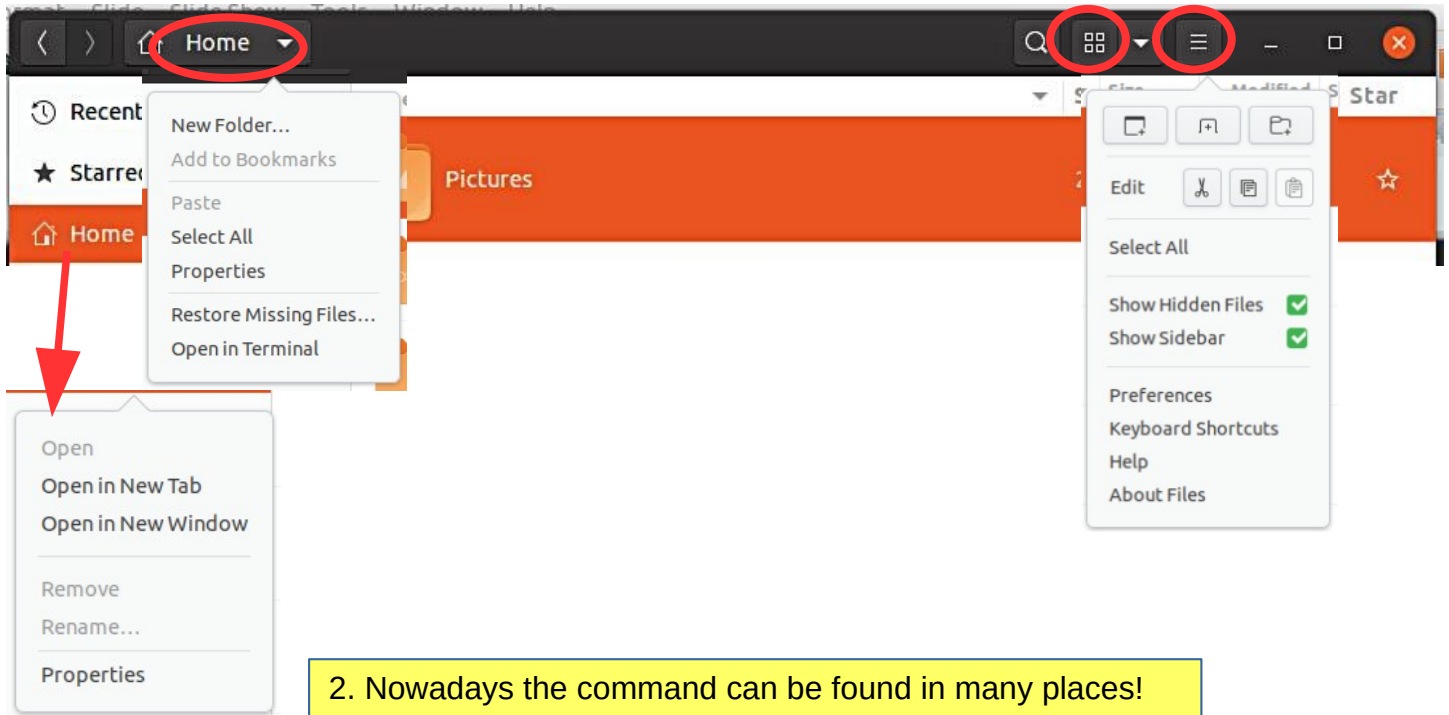 Home
Recent
Starred
Home
Pictures
Star
New Folder...
Add to Bookmarks
Paste
Select All
Properties
Restore Missing Files...
Open in Terminal
Open
Open in New Tab
Open in New Window
Remove
Rename...
Properties
Edit
Select All
Show Hidden Files
Show Sidebar
Preferences
Keyboard Shortcuts
Help
About Files
2. Nowadays the command can be found in many places!